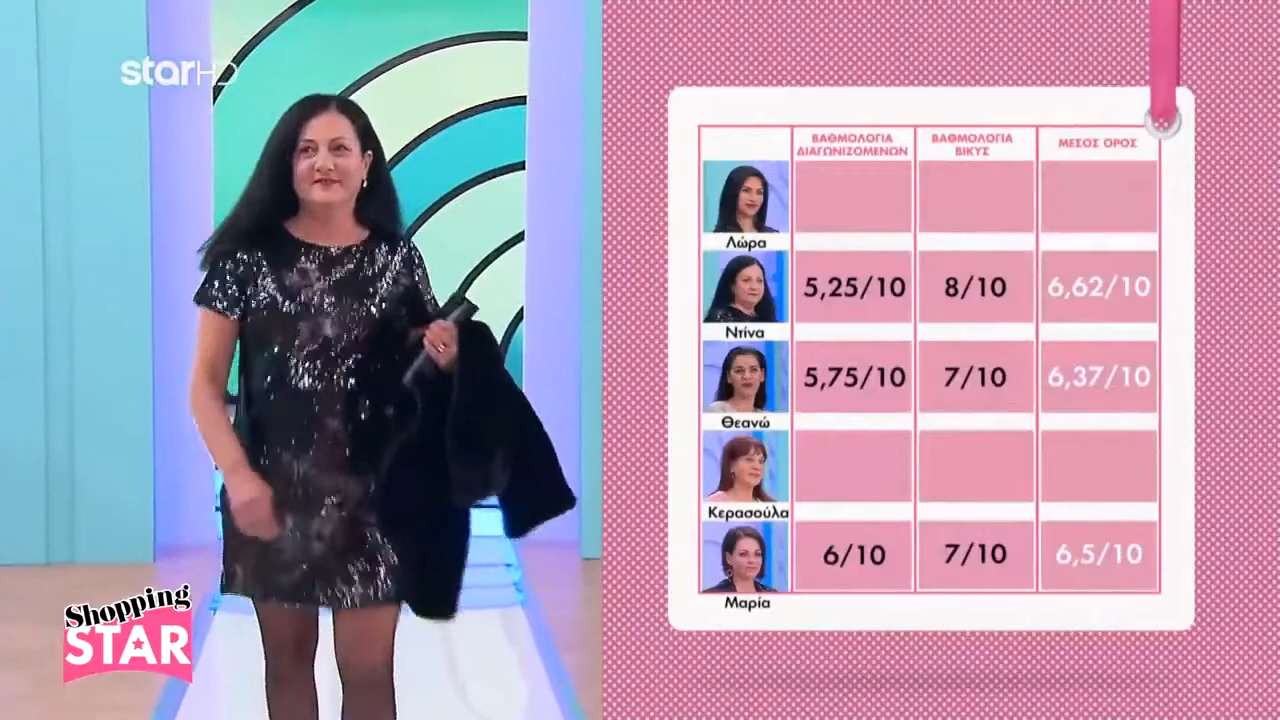 starHD
Shopping
STAR
ΒΑΘΜΟΛΟΓΙΑ ΔΙΑΓΩΝΙΖΟΜΕΝΩΝ
ΒΑΘΜΟΛΟΓΙΑ ΒΙΚΥΣ
ΜΕΣΟΣ ΟΡΟΣ
Λώρα
5,25/10 8/10 6,62/10
Ντίνα
5,75/10 7/10 6,37/10
Θεανώ
Κερασούλα
6/10 7/10 6,5/10
Μαρία